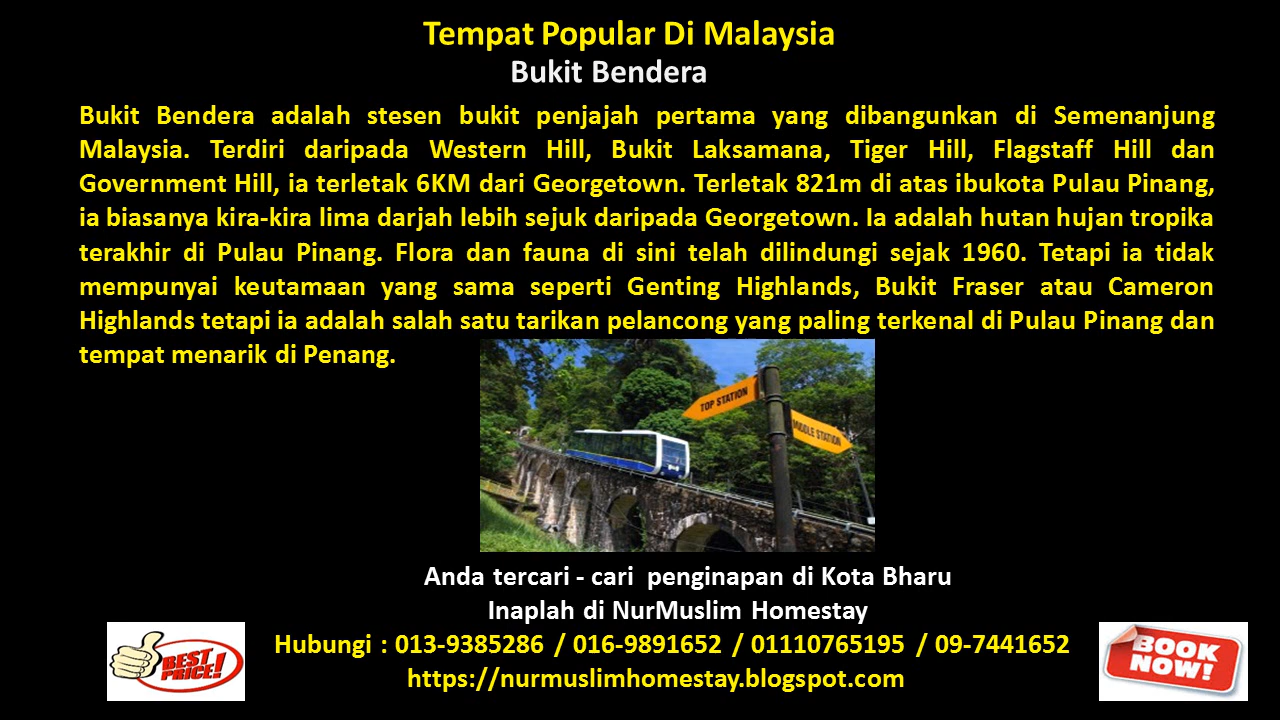 Tempat Popular Di Malaysia
Bukit Bendera
Bukit Bendera adalah stesen bukit penjajah pertama yang dibangunkan di Semenanjung
Malaysia. Terdiri daripada Western Hill, Bukit Laksamana, Tiger Hill, Flagstaff Hill dan
Government Hill, ia terletak 6KM dari Georgetown. Terletak 821m di atas ibukota Pulau Pinang,
ia biasanya kira-kira lima darjah lebih sejuk daripada Georgetown. Ia adalah hutan hujan tropika
terakhir di Pulau Pinang. Flora dan fauna di sini telah dilindungi sejak 1960. Tetapi ia tidak
mempunyai keutamaan yang sama seperti Genting Highlands, Bukit Fraser atau Cameron
Highlands tetapi ia adalah salah satu tarikan pelancong yang paling terkenal di Pulau Pinang dan
tempat menarik di Penang.
TOP STATION
MIDDLE STATION
Anda tercari - cari penginapan di Kota Bharu
Inaplah di NurMuslim Homestay
Hubungi : 013-9385286 / 016-9891652 / 01110765195 / 09-7441652
https://nurmuslimhomestay.blogspot.com
BEST
PRICE!
BOOK
NOW!